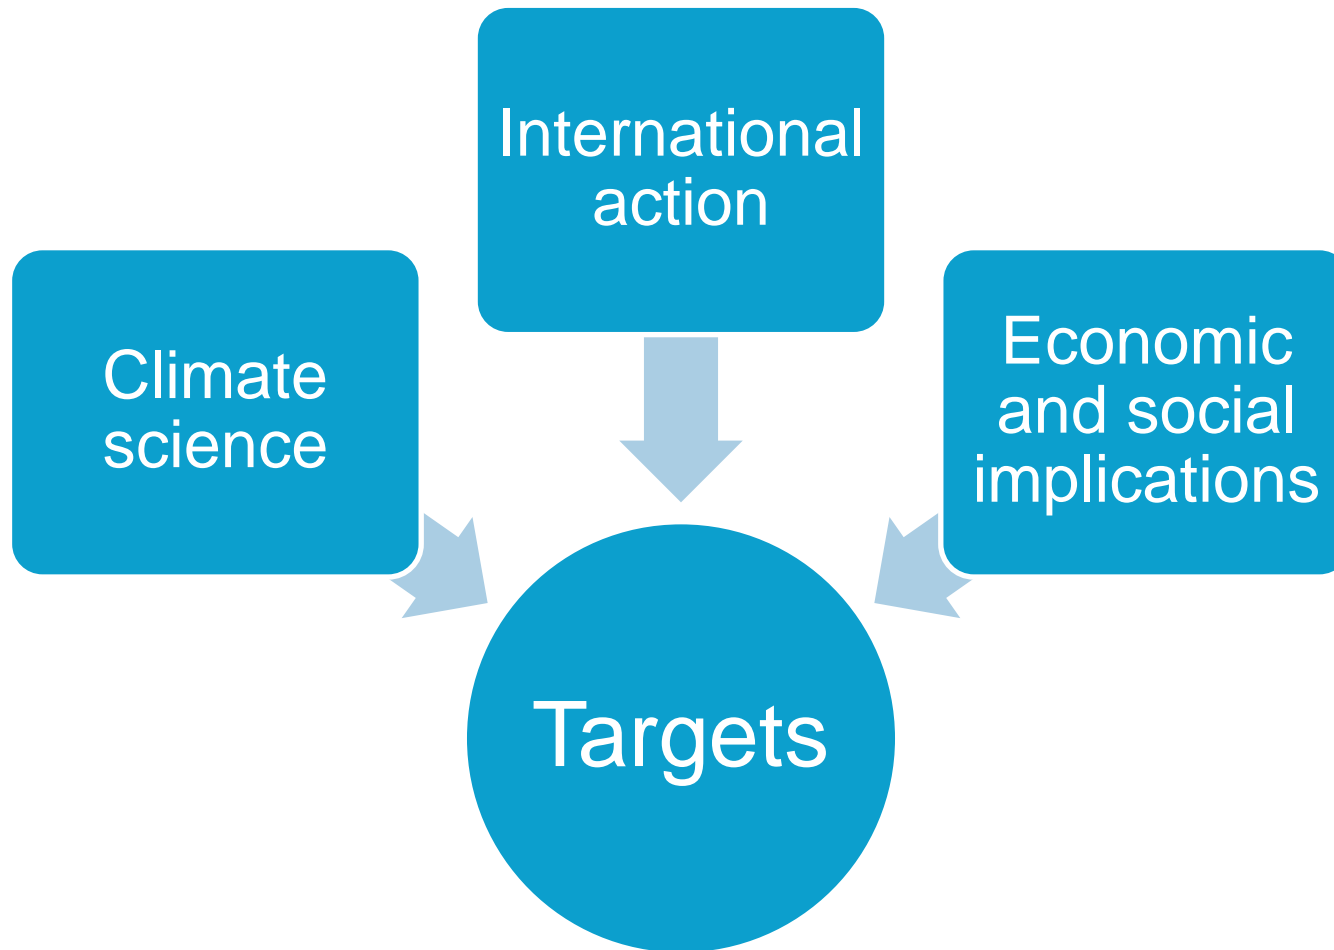 International
action
Climate
science
Economic
and social
implications
Targets